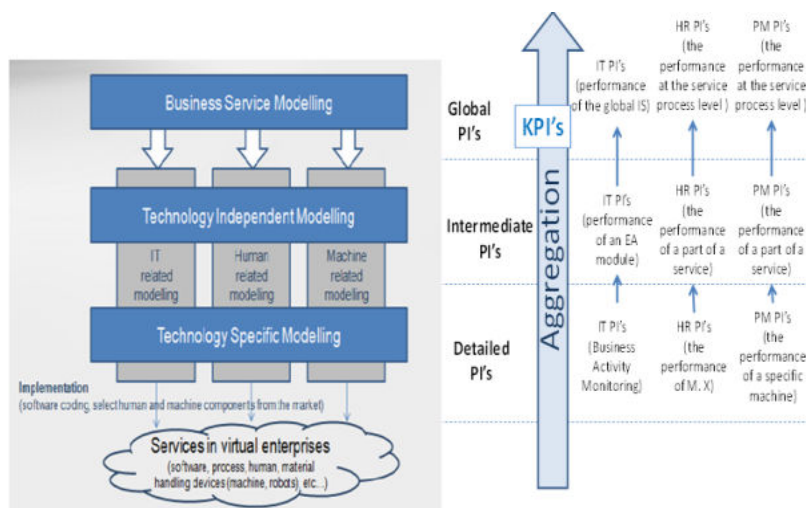 Business Service Modelling
Technology Independent Modelling
IT
related
modelling
Human
related
modelling
Machine
related
modelling
Technology Specific Modelling
Implementation
(software coding, select human and machine components from the market)
Services in virtual enterprises
(software, process, human, material
handling devices (machine, robots), etc...)
Global
PI's
KPI's
Intermediate
PI's
Detailed
PI's
Aggregation
IT PI's
(performance
of the global IS)
HR PI's
(the
performance
at the service
process level )
PM PI's
(the
performance
at the service
process level )
IT PI's
(performance
of an EA
module)
HR PI's
(the
performance
of a part of a
service)
PM PI's
(the
performance
of a part of a
service)
IT PI's
(Business
Activity
Monitoring)
HR PI's
(the
performance
of M. X)
PM PI's
(the
performance
of a specific
machine)